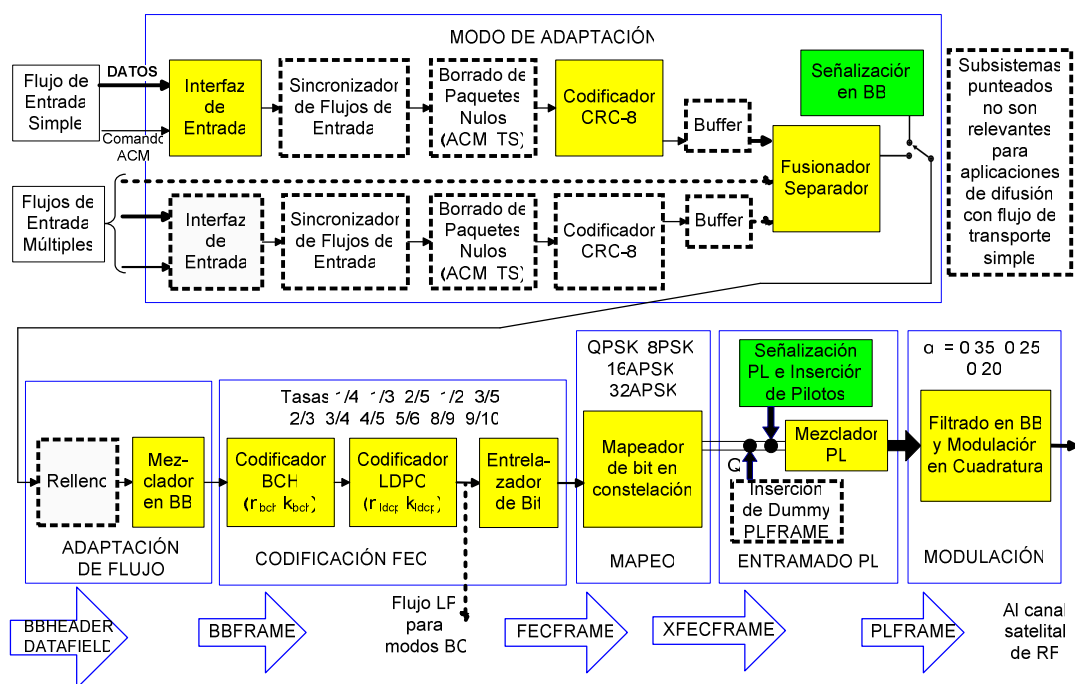 MODO DE ADAPTACIÓN
DATOS
Flujo de
Entrada
Simple
Comando
ACM
Interfaz
de
Entrada
Sincronizador
de Flujos de
Entrada
Borrado de
Paquetes
Nulos
(ACM TS)
Codificador
CRC-8
Buffer
Señalización
en BB
Fusionador
Separador
Subsistemas
punteados
no son
relevantes
para
aplicaciones
de difusión
con flujo de
transporte
simple
Flujos de
Entrada
Múltiples
Interfaz
de
Entrada
Sincronizador
de Flujos de
Entrada
Borrado de
Paquetes
Nulos
(ACM TS)
Codificador
CRC-8
Buffer
Rellenc
Mez-
clador
en BB
ADAPTACIÓN
DE FLUJO
Tasas 1/4 1/3 2/5 1/2 3/5
2/3 3/4 4/5 5/6 8/9 9/10
Codificador
BCH
(rbch kbch)
Codificador
LDPC
(rldcp kldcp)
Entrela-
zador
de Bit
CODIFICACIÓN FEC
QPSK 8PSK
16APSK
32APSK
Mapeador
de bit en
constelación
MAPEO
Señalización
PL e Inserción
de Pilotos
Q
Mezclador
PL
Inserción
de Dummy
PLFRAME
ENTRAMADO PL
α = 0 35 0 25
0 20
Filtrado en BB
y Modulación
en Cuadratura
MODULACIÓN
BBHEADER
DATAFIELD
BBFRAME
Flujo LP
para
modos BC
FECFRAME
XFECFRAME
PLFRAME
Al canal
satelital
de RF